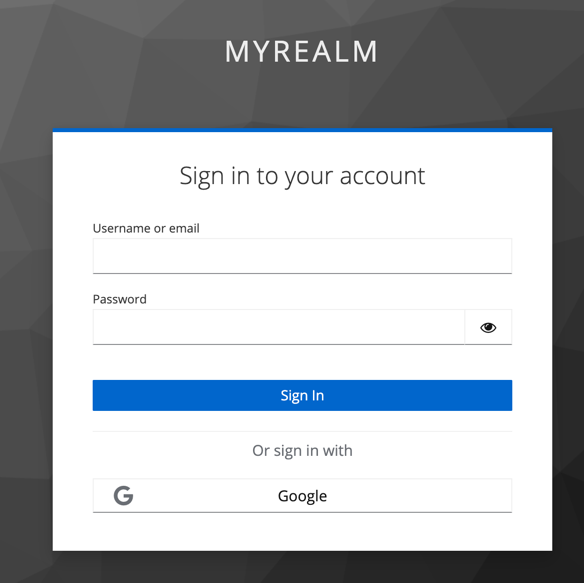 MYREALM
Sign in to your account
Username or email
Password
Sign In
Or sign in with
Google